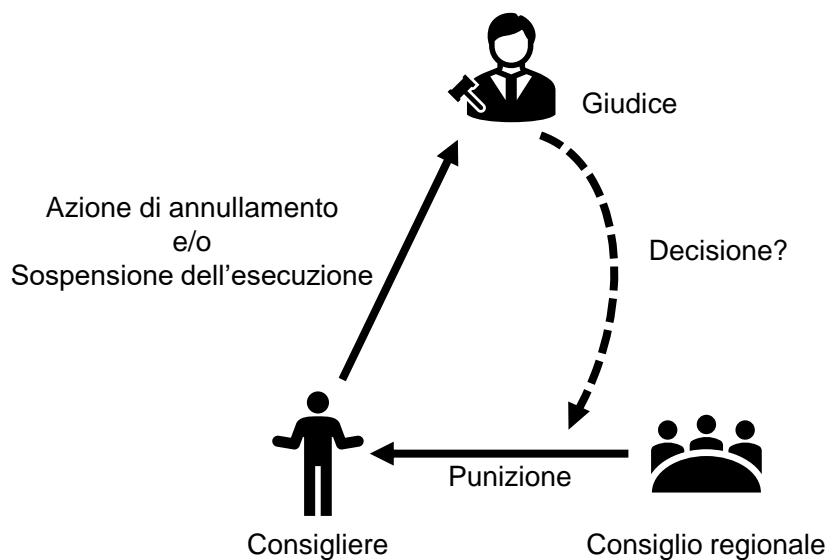 Giudice
Azione di annullamento
e/o
Sospensione dell’esecuzione
Decisione?
Punizione
Consigliere
Consiglio regionale